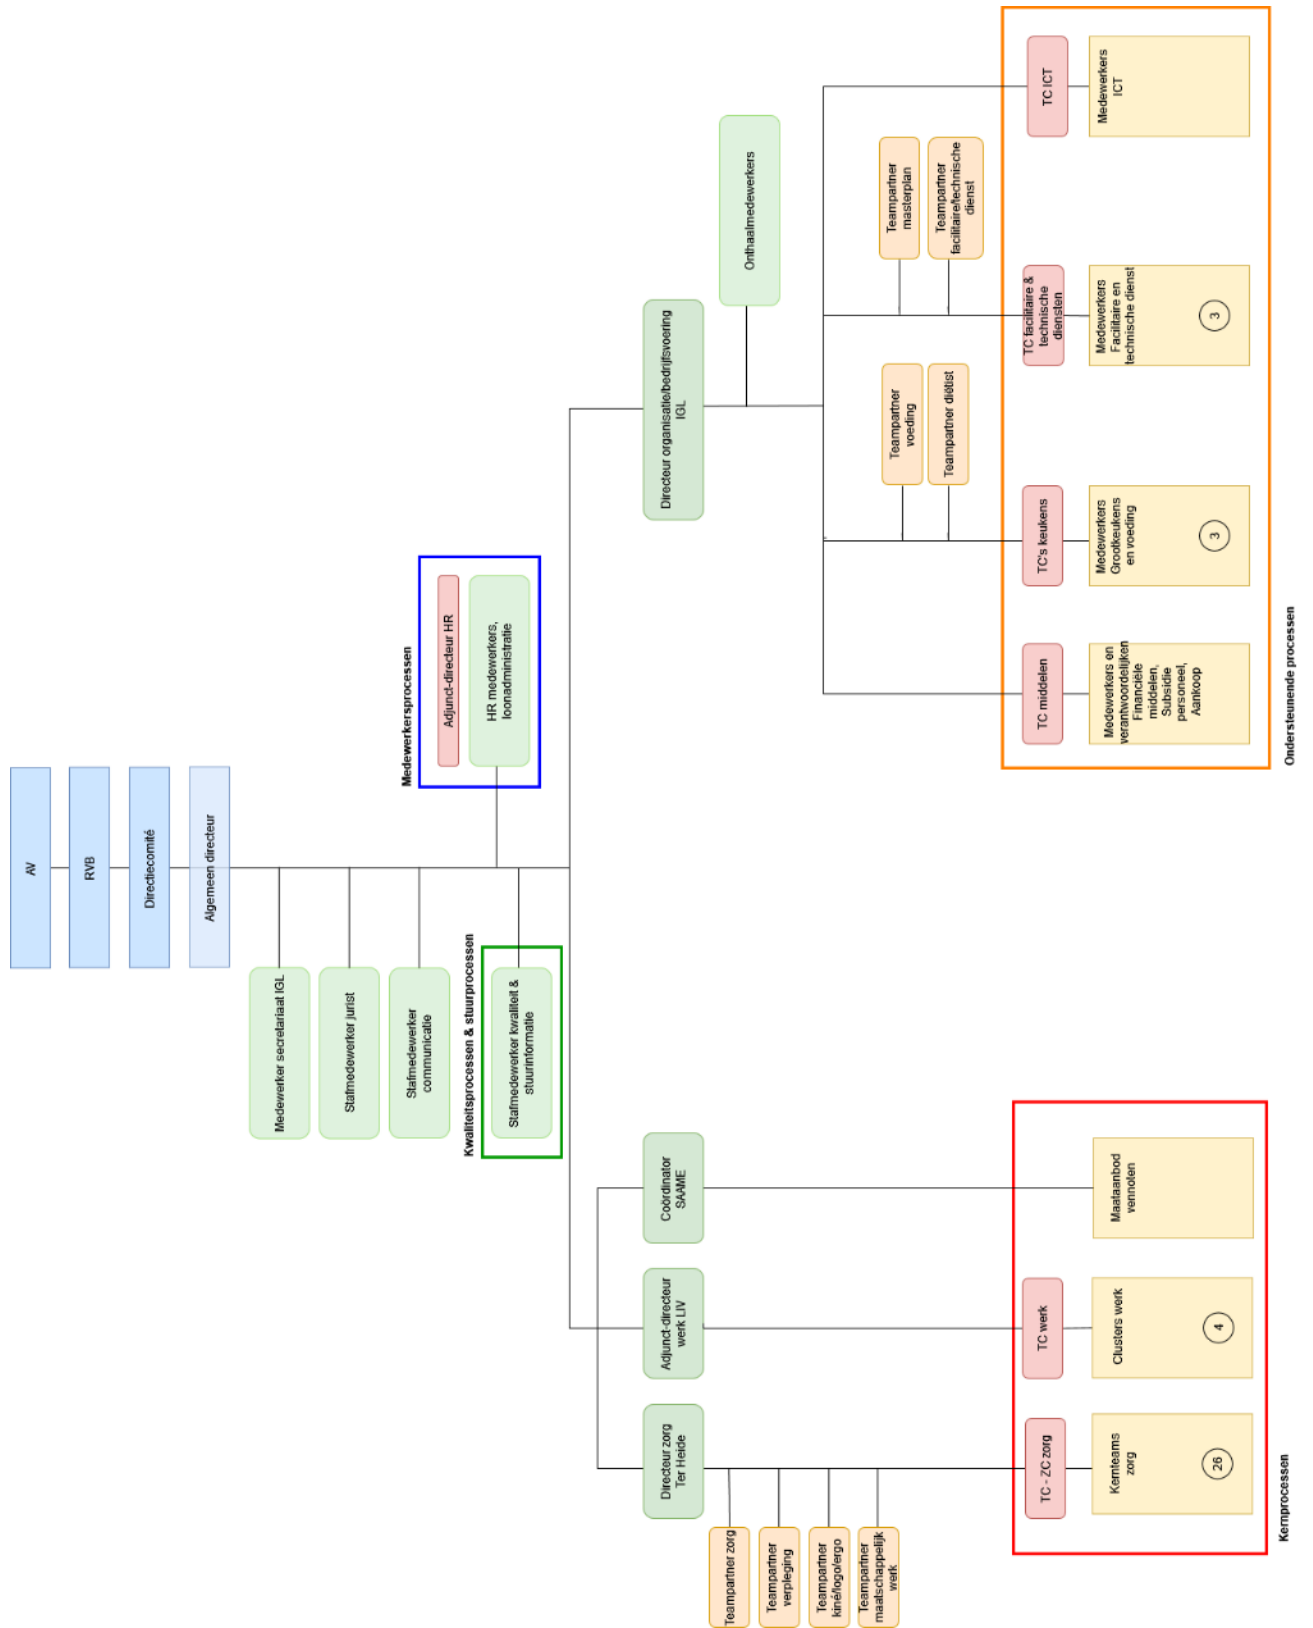 AV
RVB
Directiecomité
Algemeen directeur
Medewerker secretariaat IGL
Stafmedewerker jurist
Stafmedewerker
communicatie
Medewerkersprocessen
Adjunct-directeur HR
HR medewerkers,
loonadministratie
Kwaliteitsprocessen & stuurprocessen
Stafmedewerker kwaliteit &
stuurinformatie
Directeur zorg
Ter Heide
Adjunct-directeur
werk LIV
Coördinator
SAAME
Directeur organisatie/bedrijfsvoering
IGL
Onthaalmedewerkers
Teampartner zorg
Teampartner
verpleging
Teampartner
kiné/logo/ergo
Teampartner
maatschappelijk
werk
Teampartner
voeding
Teampartner diëtist
Teampartner
masterplan
Teampartner
facilitaire/technische
dienst
TC - ZC zorg
TC werk
TC middelen
TC's keukens
TC facilitaire &
technische
diensten
TC ICT
Kernteams
zorg
26
Clusters werk
4
Maataanbod
vennoten
Medewerkers en
verantwoordelijken
Financiële
middelen,
Subsidie
personeel,
Aankoop
Medewerkers
Grootkeukens
en voeding
3
Medewerkers
Facilitaire en
technische dienst
3
Medewerkers
ICT
Kernprocessen
Ondersteunende processen